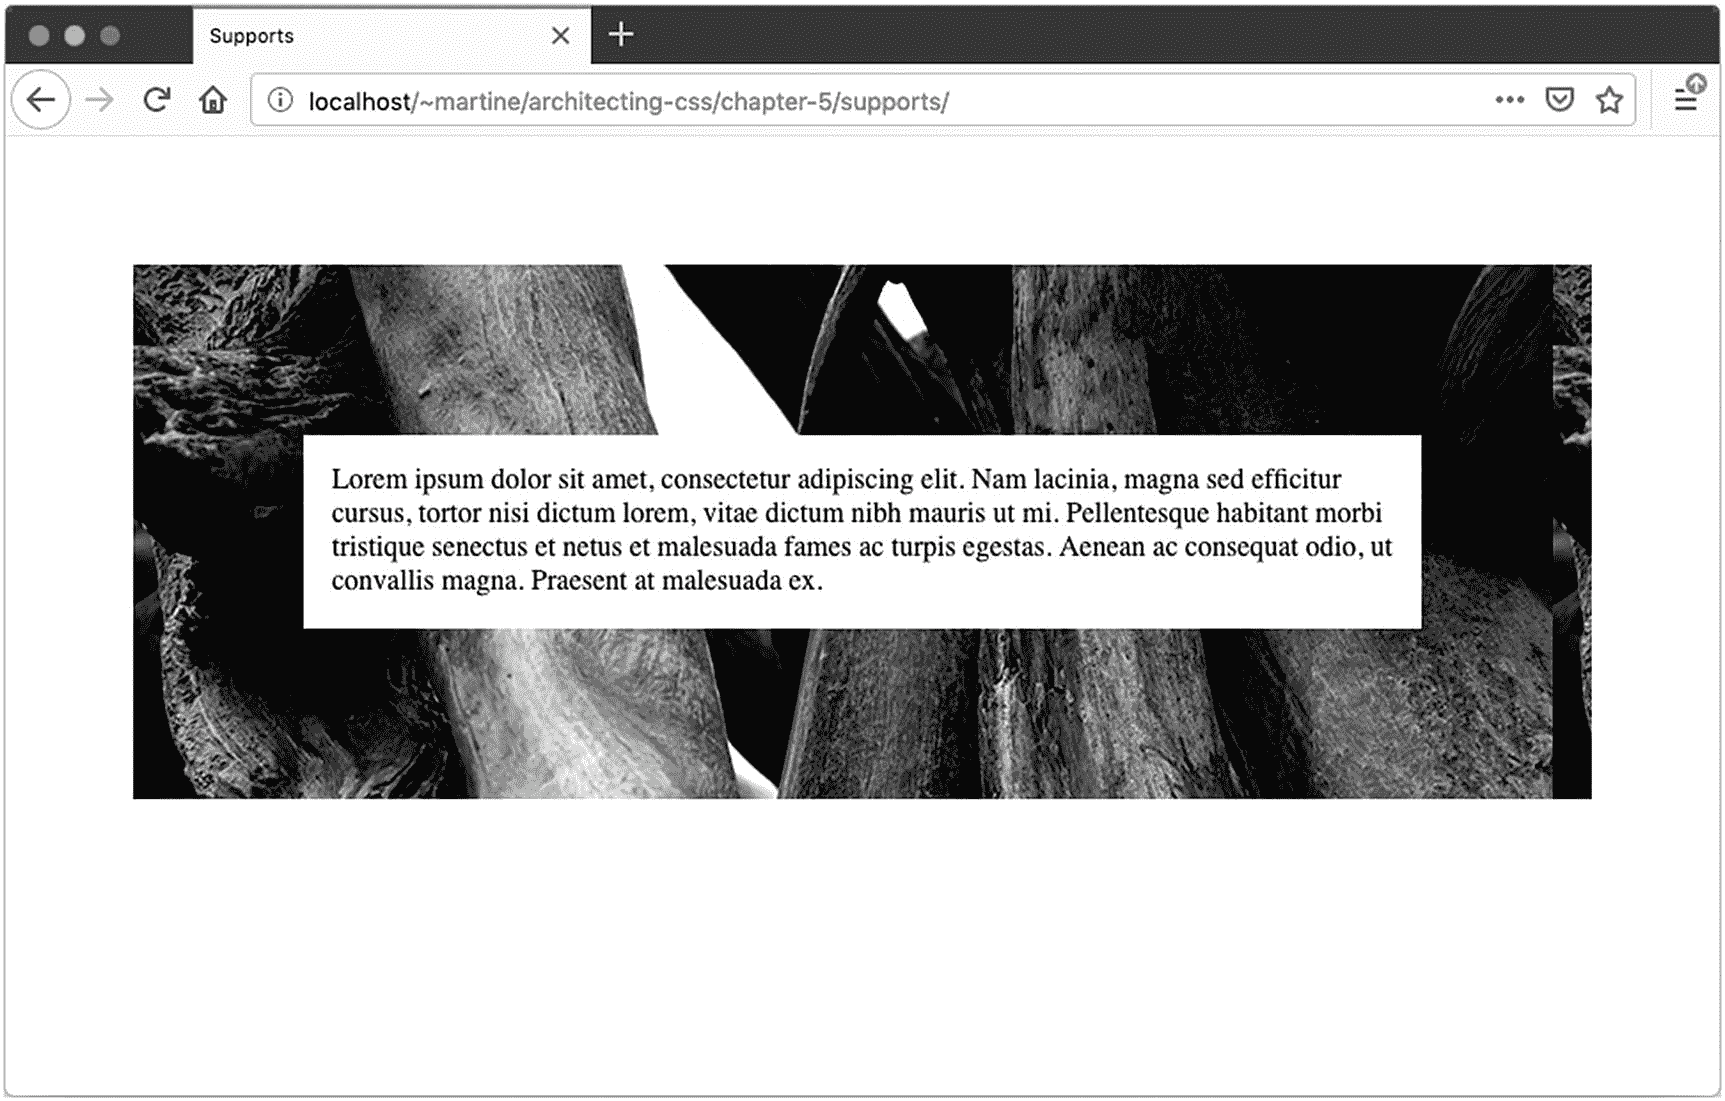 Supports
localhost/~martine/architecting-css/chapter-5/supports/
Lorem ipsum dolor sit amet, consectetur adipiscing elit. Nam lacinia, magna sed efficitur
cursus, tortor nisi dictum lorem, vitae dictum nibh mauris ut mi. Pellentesque habitant morbi
tristique senectus et netus et malesuada fames ac turpis egestas. Aenean ac consequat odio, ut
convallis magna. Praesent at malesuada ex.